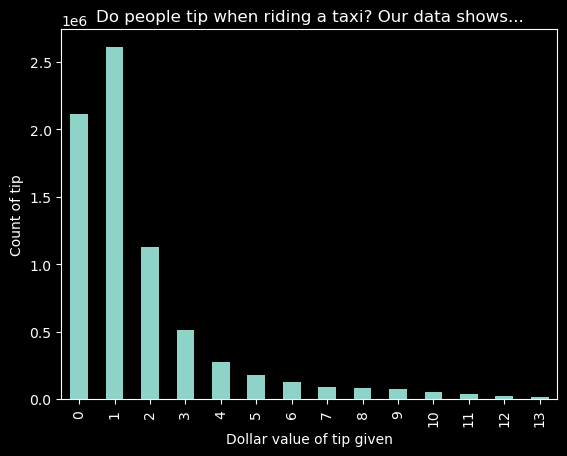 Do people tip when riding a taxi? Our data shows...
1e6
2.5
2.0
1.5
1.0
0.5
0.0
Count of tip
0 1 2 3 4 5 6 7 8 9 10 11 12 13
Dollar value of tip given